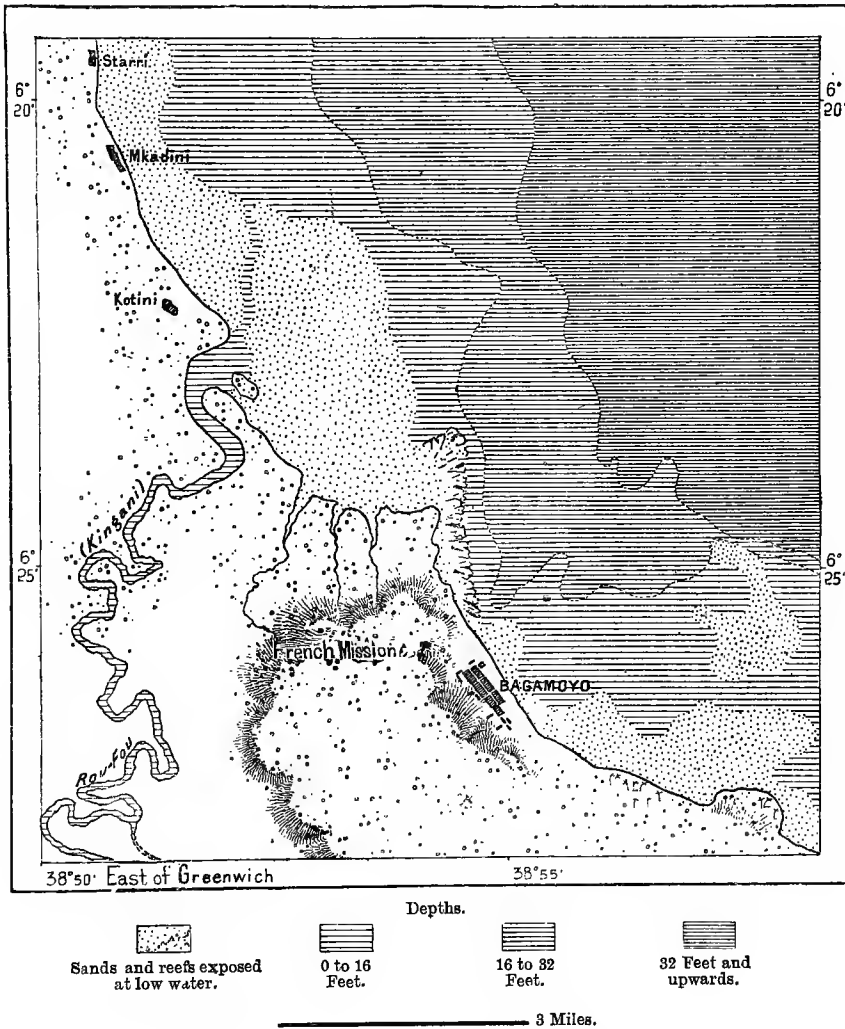 Starri
6°
20'
6°
20'
Mkadini
Kotini
(Kingani)
6°
25'
6°
25'
French Mission
BAGAMOYO
Rou-Fou
38°50' East of Greenwich
38°55'
Depths.
Sands and reefs exposed
at low water.
0 to 16
Feet.
16 to 32
Feet.
32 Feet and
upwards.
3 Miles.